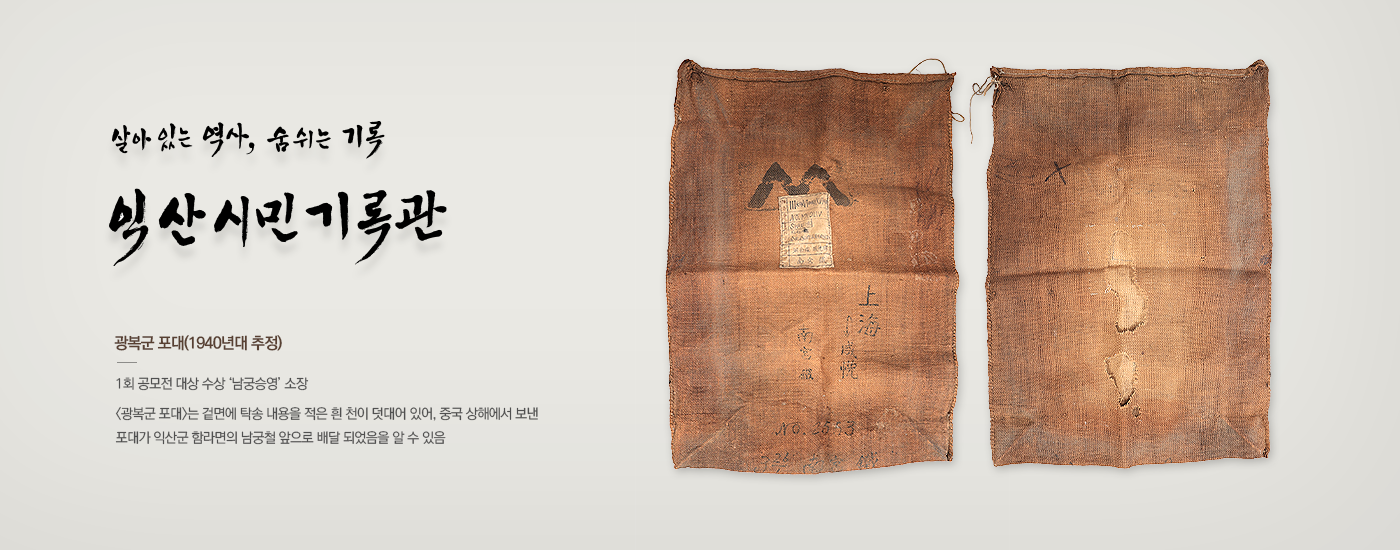 살아 있는 역사, 숨 쉬는 기록
익산시민기록관
광복군 포대(1940년대 추정)
1회 공모전 대상 수상 ‘남궁승영’ 소장
<광복군 포대>는 겉면에 탁송 내용을 적은 흰 천이 덧대어 있어, 중국 상해에서 보낸
포대가 익산군 함라면의 남궁철 앞으로 배달 되었음을 알 수 있음
上海
南宮